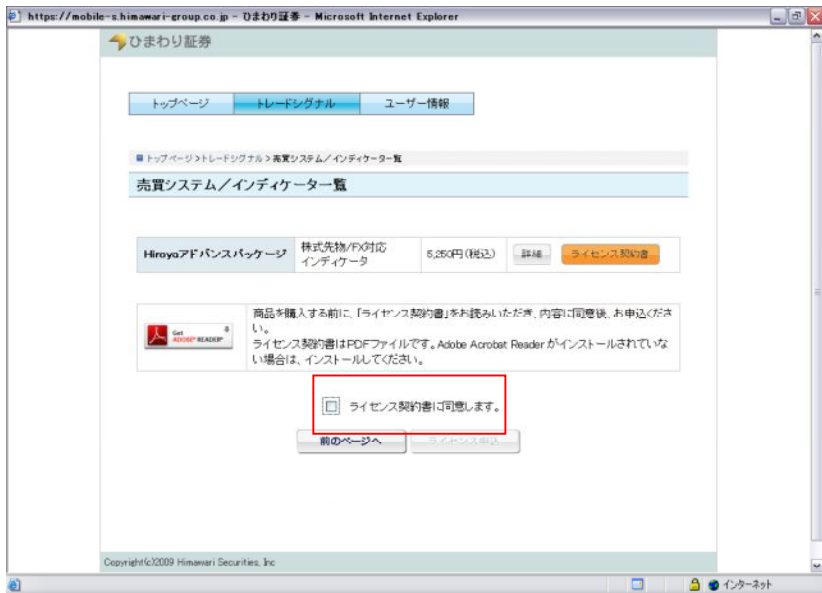 https://mobile-s.himawari-group.co.jp - ひまわり証券 - Microsoft Internet Explorer
ひまわり証券
トップページ
トレードシグナル
ユーザー情報
トップページ>トレードシグナル>売買システム/インディケーター覧
売買システム/インディケーター覧
Hiroyaアドバンスパッケージ
株式先物/FX対応
インディケータ
5,250円(税込)
詳細
ライセンス契約書
Get
ADOBE® READER®
商品を購入する前に、「ライセンス契約書」をお読みいただき、内容に同意後、お申込くださ
い。
ライセンス契約書はPDFファイルです。Adobe Acrobat Readerがインストールされていな
い場合は、インストールしてください。
ライセンス契約書に同意します。
前のページへ
ライセンス申込
Copyright(c)2009 Himawari Securities, Inc
インターネット